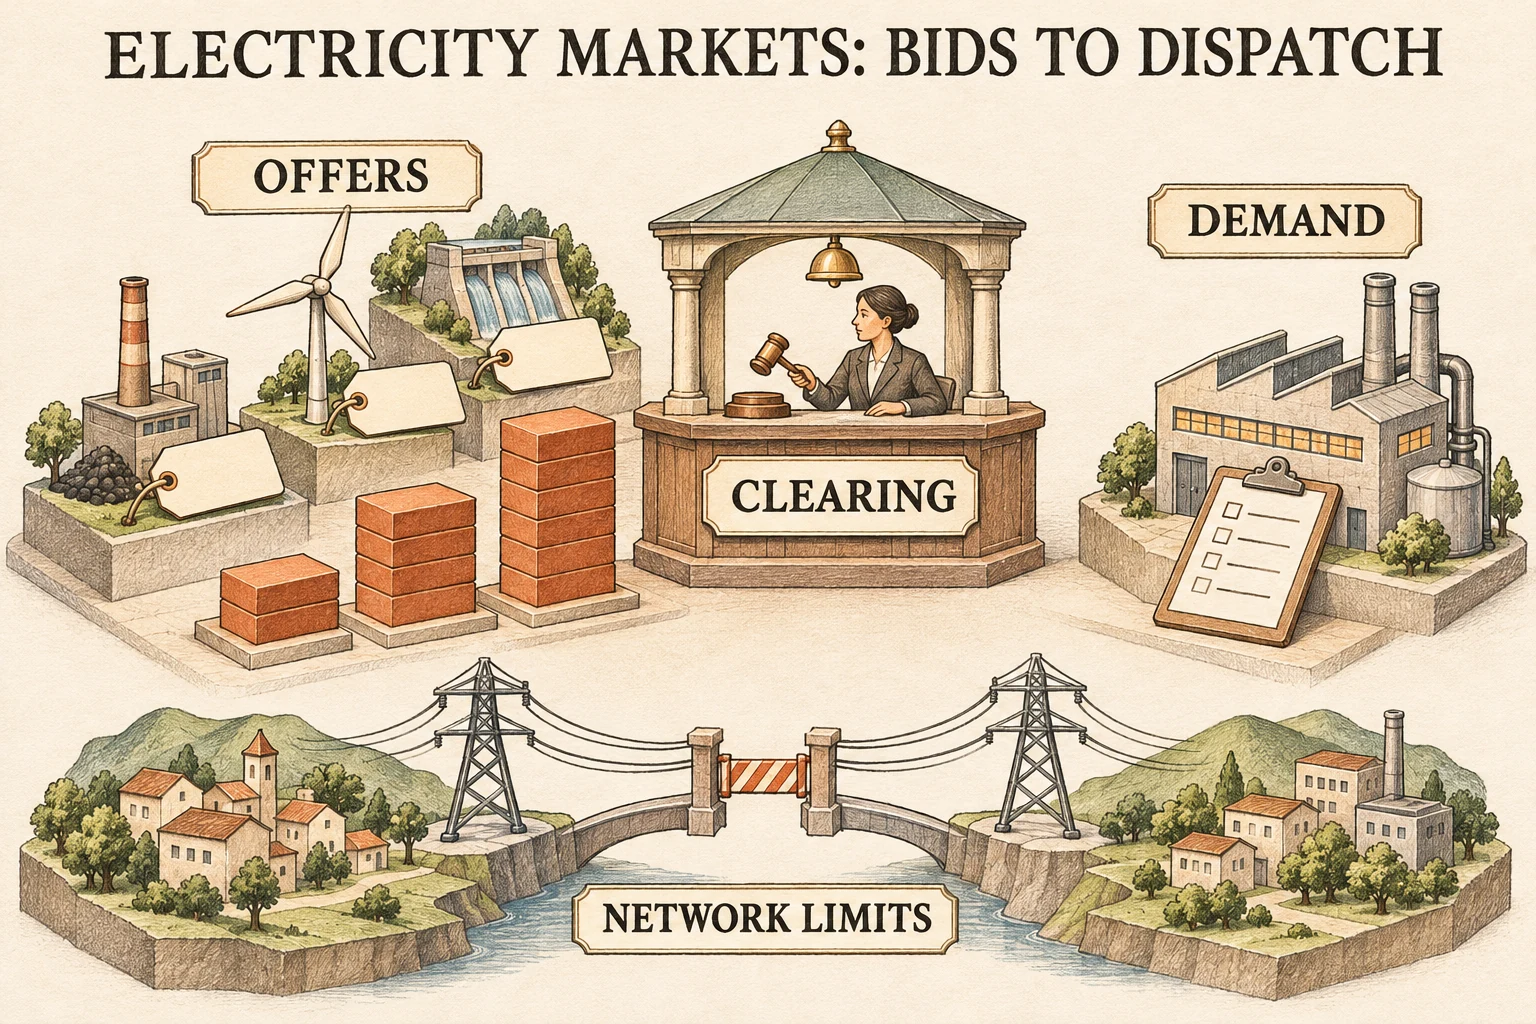 ELECTRICITY MARKETS: BIDS TO DISPATCH
OFFERS
DEMAND
CLEARING
NETWORK LIMITS